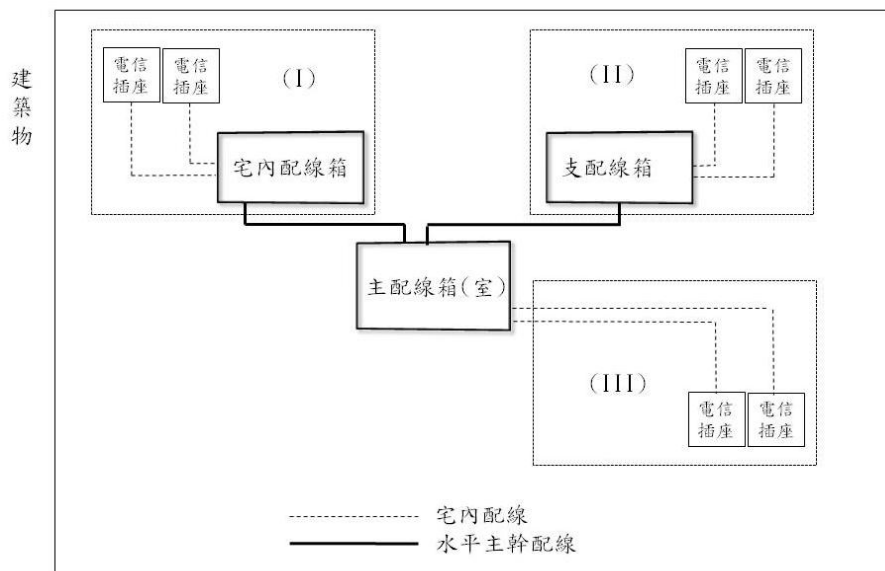 建築物
電信插座
電信插座
(I)
宅內配線箱
(II)
電信插座
電信插座
支配線箱
主配線箱(室)
(III)
電信插座
電信插座
宅內配線
水平主幹配線